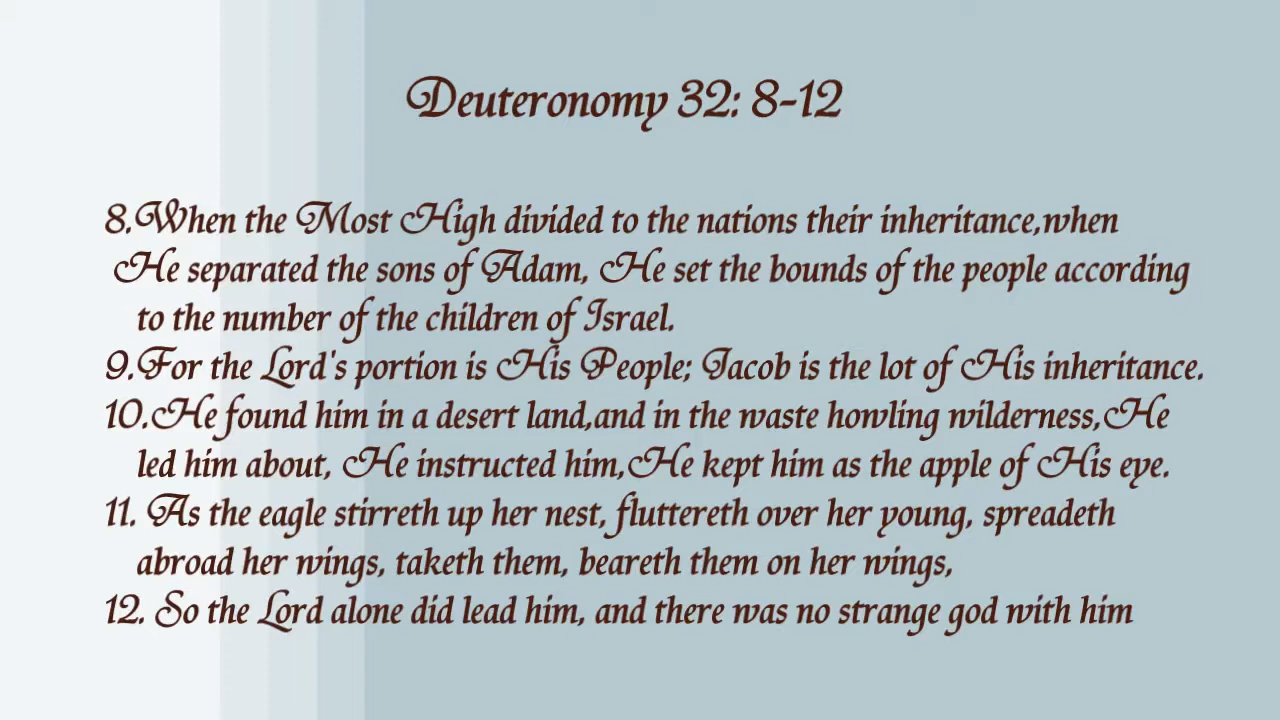 Deuteronomy 32: 8-12
8.When the Most High divided to the nations their inheritance,when
He separated the sons of Adam, He set the bounds of the people according
to the number of the children of Israel.
9.For the Lord's portion is His People; Jacob is the lot of His inheritance.
10.He found him in a desert land,and in the waste howling wilderness,He
led him about, He instructed him,He kept him as the apple of His eye.
11. As the eagle stirreth up her nest, fluttereth over her young, spreadeth
abroad her wings, taketh them, beareth them on her wings,
12. So the Lord alone did lead him, and there was no strange god with him